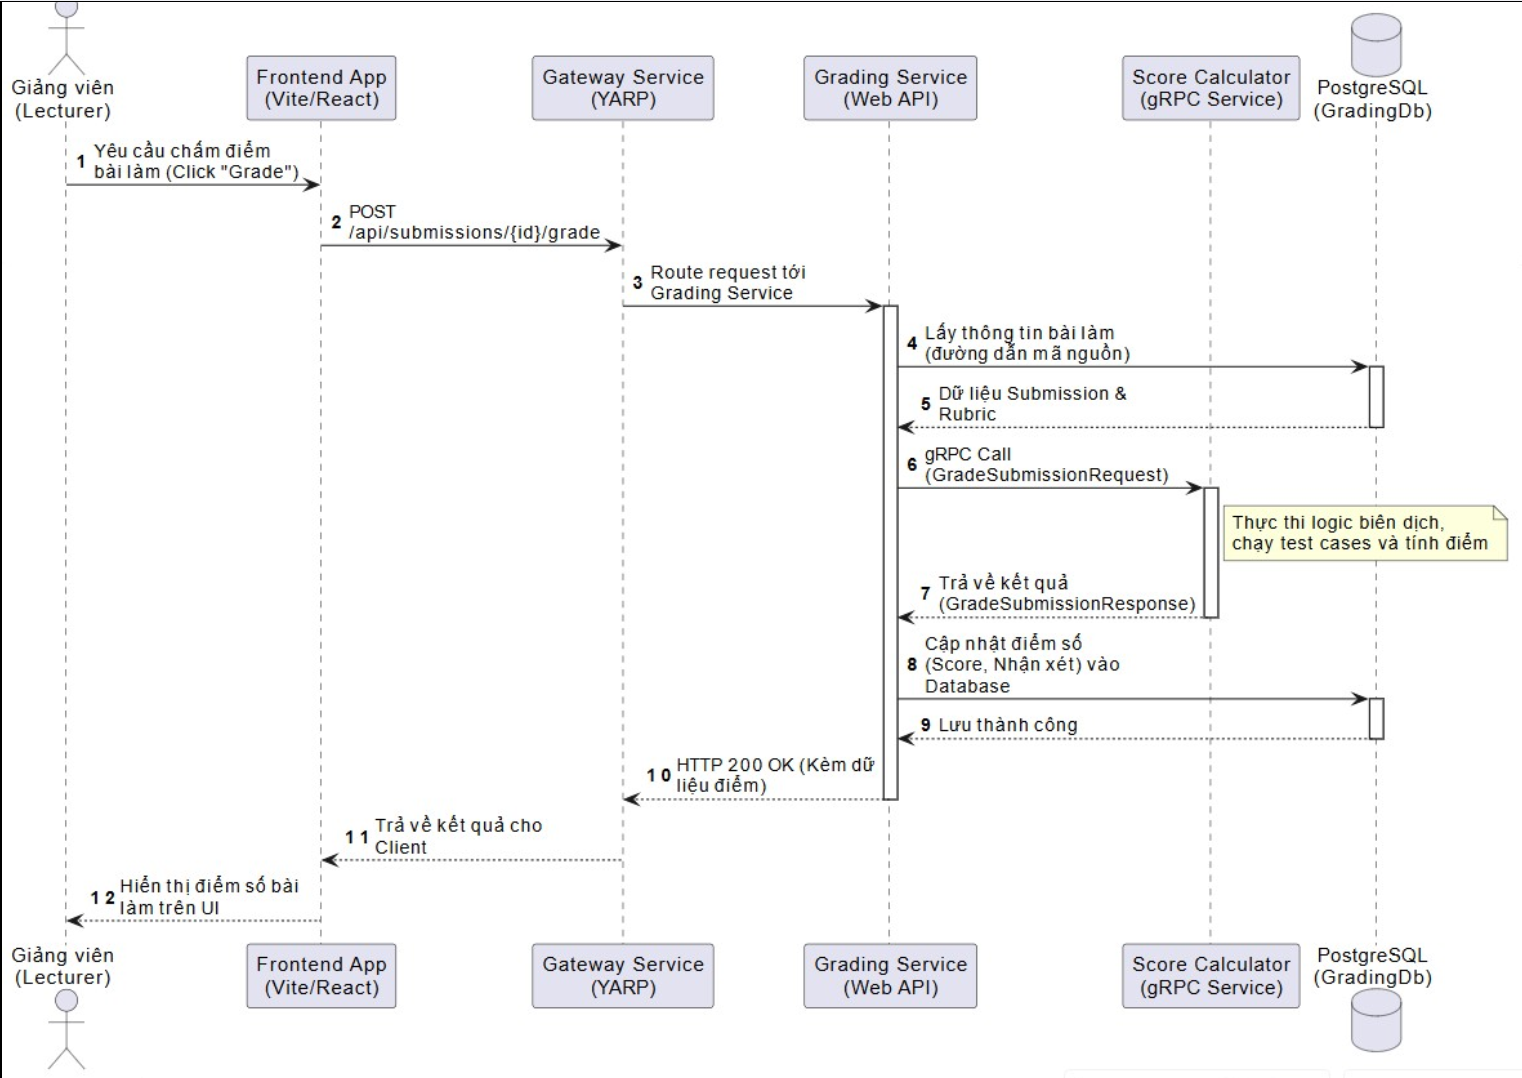 Giảng viên
(Lecturer)
Frontend App
(Vite/React)
Gateway Service
(YARP)
Grading Service
(Web API)
Score Calculator
(gRPC Service)
PostgreSQL
(GradingDb)
1 Yêu cầu chấm điểm
bài làm (Click "Grade")
2 POST
/api/submissions/{id}/grade
3 Route request tới
Grading Service
4 Lấy thông tin bài làm
(đường dẫn mã nguồn)
5 Dữ liệu Submission &
Rubric
6 gRPC Call
(GradeSubmissionRequest)
Thực thi logic biên dịch,
chạy test cases và tính điểm
7 Trả về kết quả
(GradeSubmissionResponse)
Cập nhật điểm số
8 (Score, Nhận xét) vào
Database
9 Lưu thành công
10 HTTP 200 OK (Kèm dữ
liệu điểm)
11 Trả về kết quả cho
Client
12 Hiển thị điểm số bài
làm trên UI
Giảng viên
(Lecturer)
Frontend App
(Vite/React)
Gateway Service
(YARP)
Grading Service
(Web API)
Score Calculator
(gRPC Service)
PostgreSQL
(GradingDb)